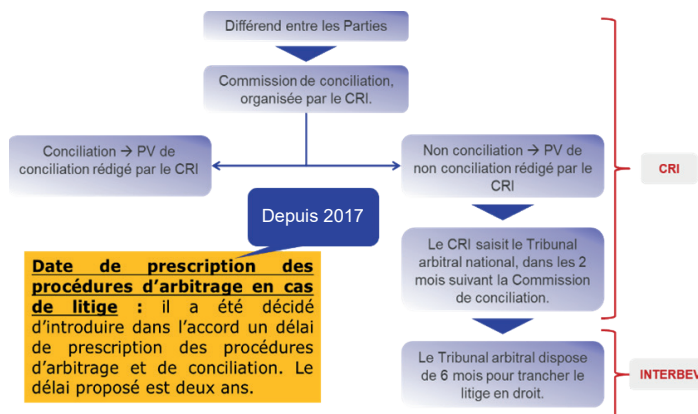 Différend entre les Parties
Commission de conciliation,
organisée par le CRI.
Conciliation → PV de
conciliation rédigé par le CRI
Non conciliation → PV de
non conciliation rédigé par le
CRI
CRI
Depuis 2017
Date de prescription des
procédures d’arbitrage en cas
de litige : il a été décidé
d’introduire dans l’accord un délai
de prescription des procédures
d’arbitrage et de conciliation. Le
délai proposé est deux ans.
Le CRI saisit le Tribunal
arbitral national, dans les 2
mois suivant la Commission
de conciliation.
Le Tribunal arbitral dispose
de 6 mois pour trancher le
litige en droit.
INTERBEV